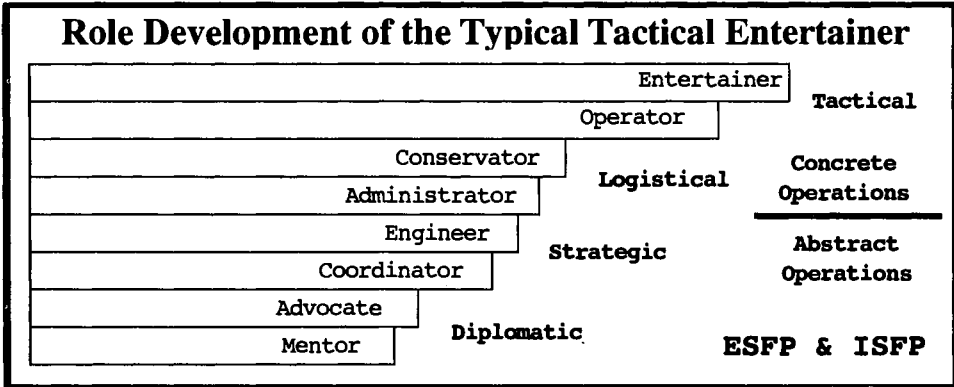 Role Development of the Typical Tactical Entertainer
Entertainer
Tactical
Operator
Conservator
Logistical
Concrete
Operations
Administrator
Engineer
Strategic
Abstract
Operations
Coordinator
Advocate
Diplomatic
Mentor
ESFP & ISFP